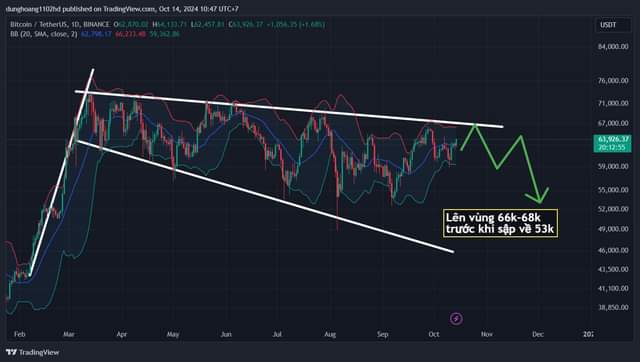 dunghoang1102hd published on TradingView.com, Oct 14, 2024 10:47 UTC+7
Bitcoin / TetherUS, 1D, BINANCE O62,870.02 H64,133.71 L62,457.81 C63,926.37 +1,056.35 (+1.68%)
BB (20, SMA, close, 2) 62,798.17 66,233.48 59,362.86
USDT
84,000.00
76,000.00
71,000.00
67,000.00
63,926.37
20:12:55
59,000.00
55,900.00
52,000.00
49,000.00
46,000.00
43,500.00
41,100.00
38,850.00
Lên vùng 66k-68k
trước khi sập về 53k
Feb Mar Apr May Jun Jul Aug Sep Oct Nov Dec 202
TradingView